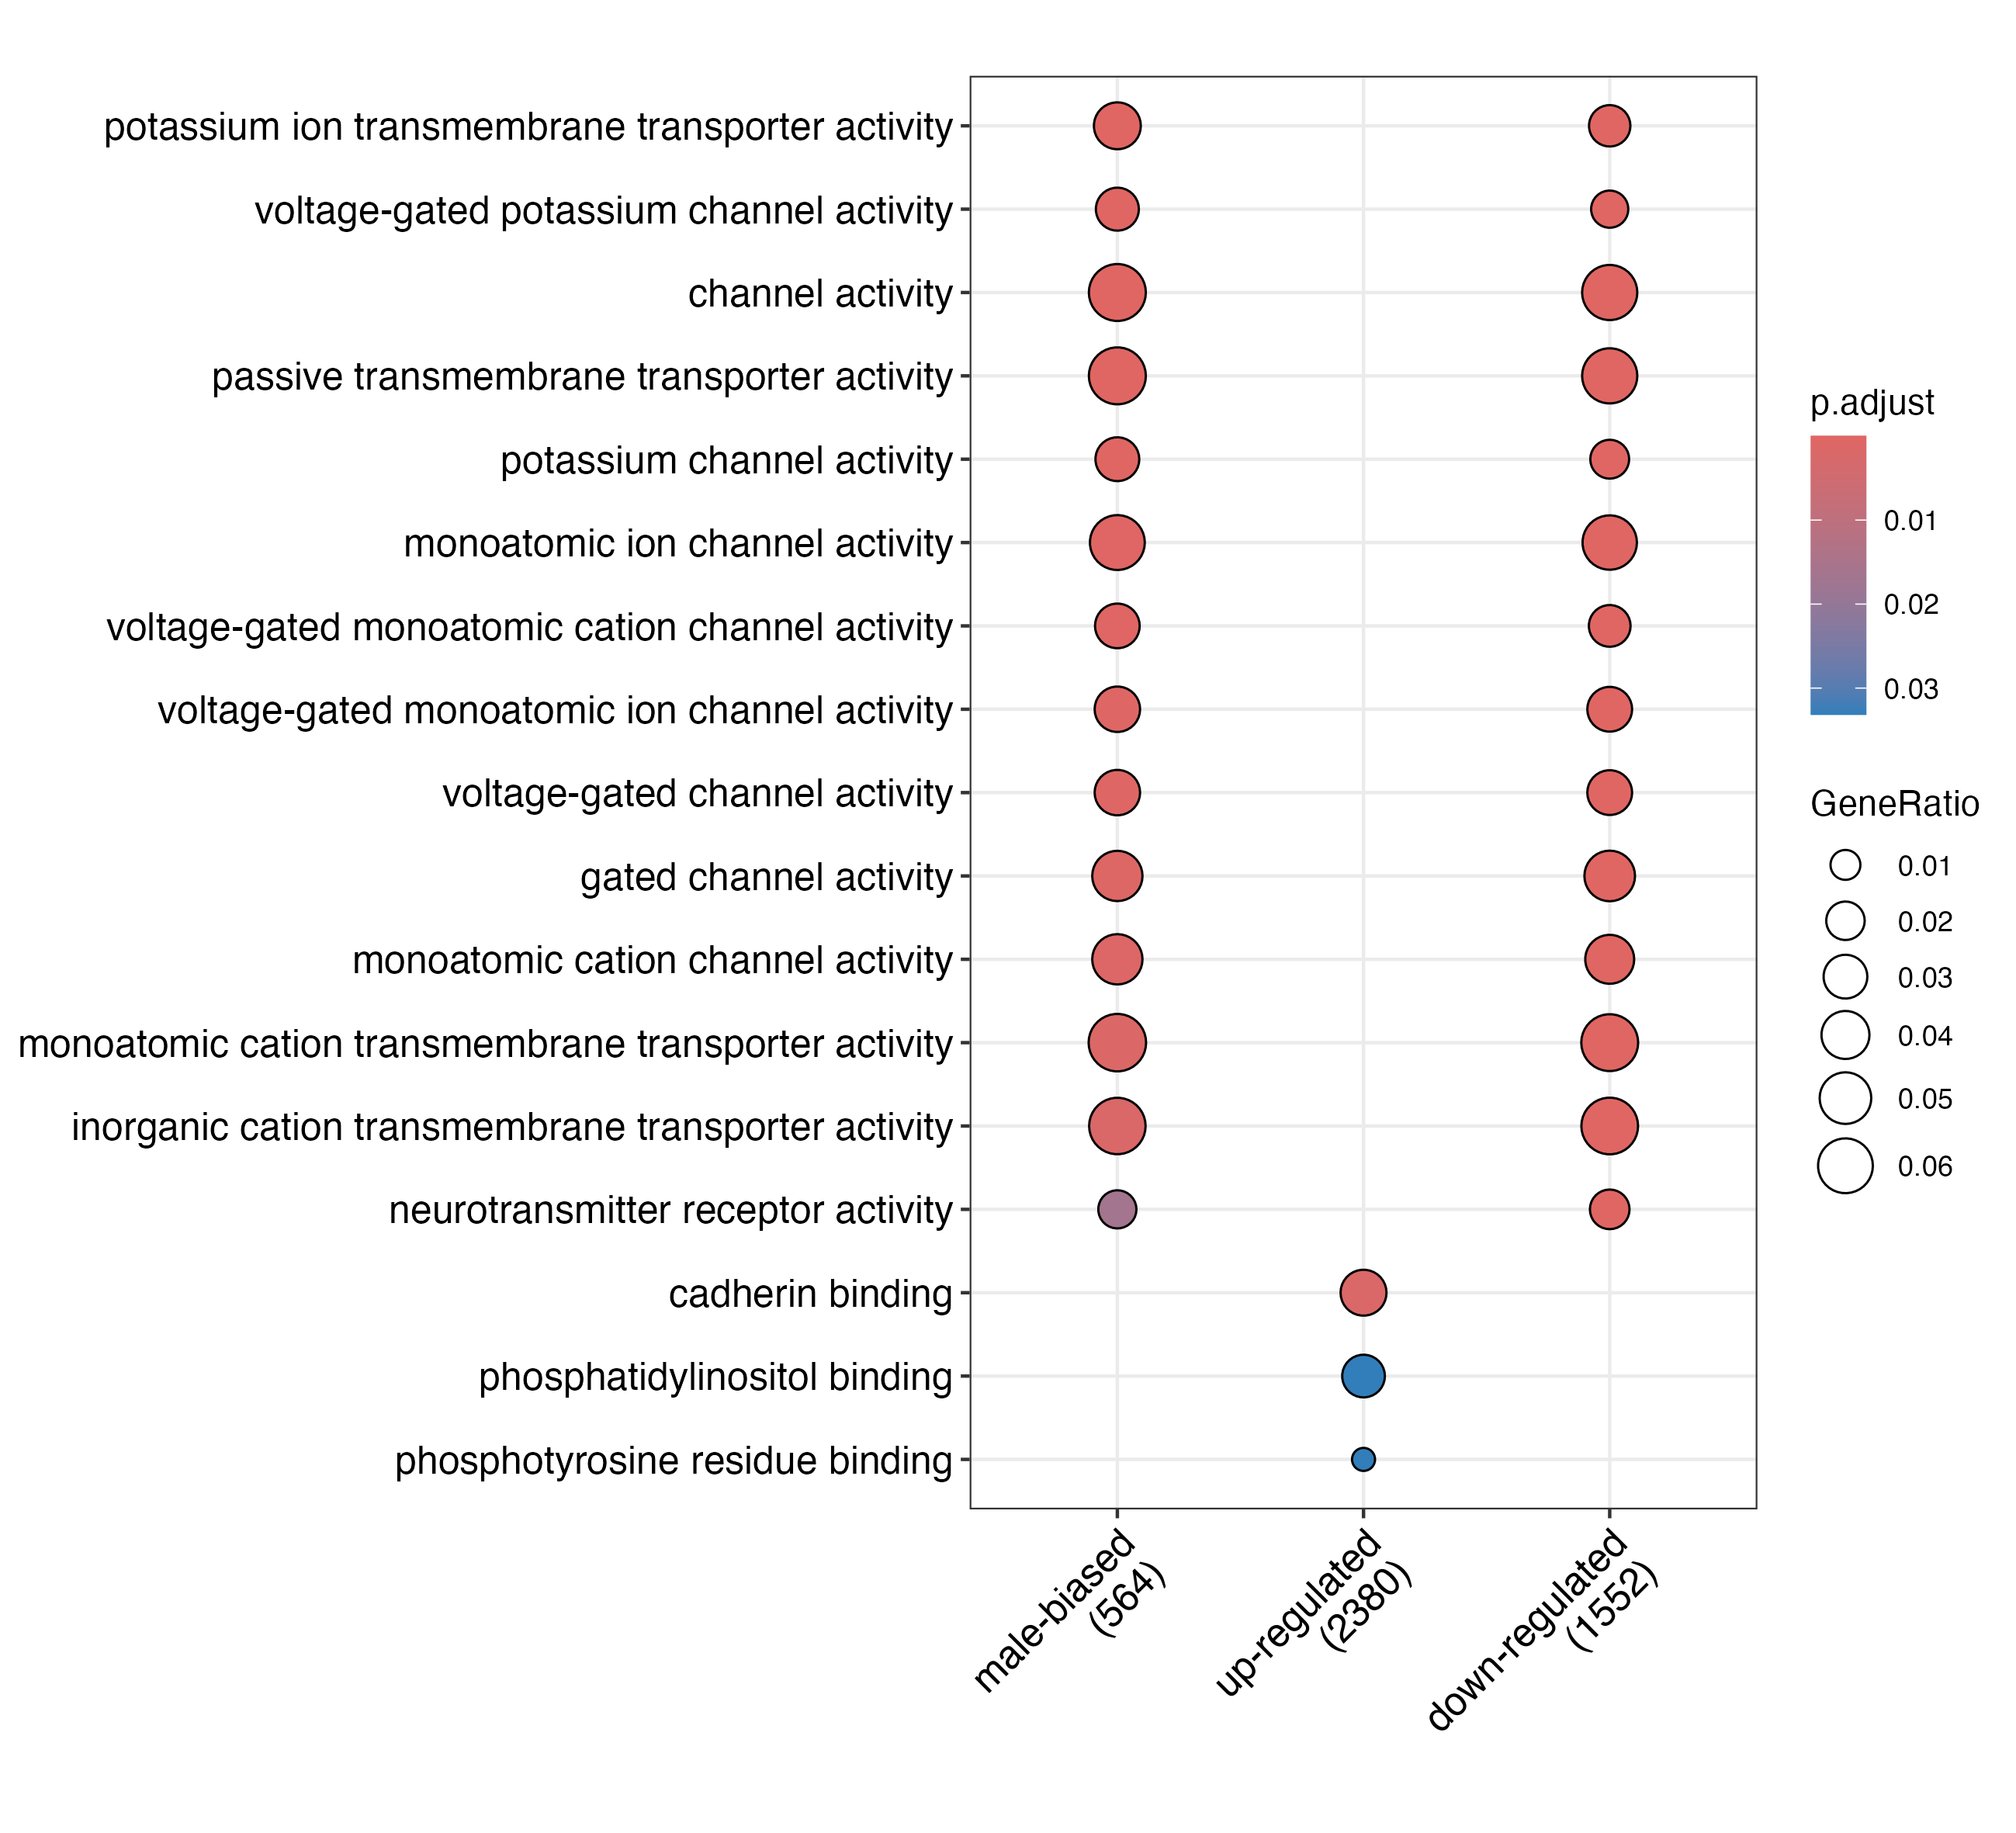 potassium ion transmembrane transporter activity
voltage-gated potassium channel activity
channel activity
passive transmembrane transporter activity
potassium channel activity
monoatomic ion channel activity
voltage-gated monoatomic cation channel activity
voltage-gated monoatomic ion channel activity
voltage-gated channel activity
gated channel activity
monoatomic cation channel activity
monoatomic cation transmembrane transporter activity
inorganic cation transmembrane transporter activity
neurotransmitter receptor activity
cadherin binding
phosphatidylinositol binding
phosphotyrosine residue binding
male-biased
(564)
up-regulated
(2380)
down-regulated
(1552)
p.adjust
0.01
0.02
0.03
GeneRatio
0.01
0.02
0.03
0.04
0.05
0.06